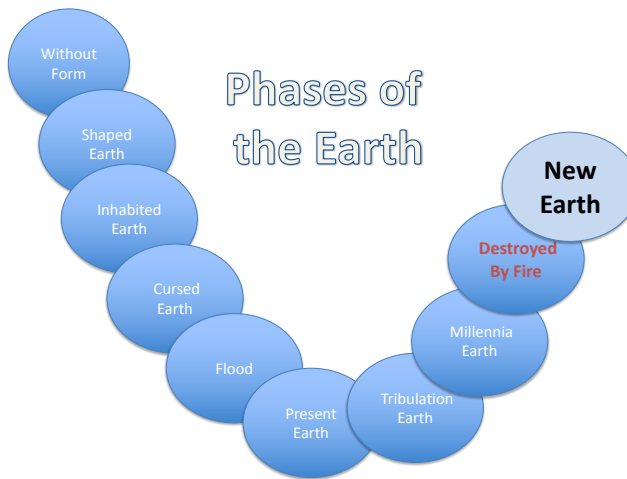 Phases of
the Earth
Without
Form
Shaped
Earth
Inhabited
Earth
Cursed
Earth
Flood
Present
Earth
Tribulation
Earth
Millennia
Earth
Destroyed
By Fire
New
Earth